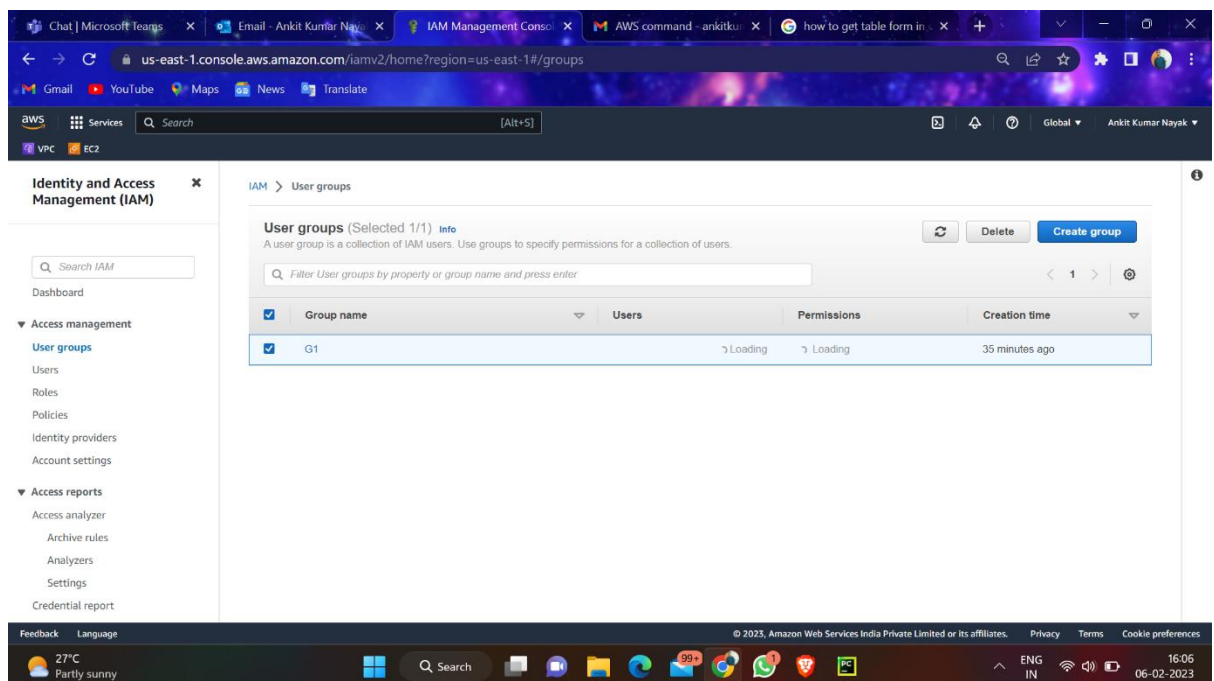 Chat | Microsoft Teams
Email - Ankit Kumar Naya
IAM Management Consol
AWS command - ankitkur
how to get table form in
us-east-1.console.aws.amazon.com/iamv2/home?region=us-east-1#/groups
Gmail YouTube Maps News Translate
aws Services Search [Alt+S] Global Ankit Kumar Nayak
VPC EC2
Identity and Access
Management (IAM)
Search IAM
Dashboard
Access management
User groups
Users
Roles
Policies
Identity providers
Account settings
Access reports
Access analyzer
Archive rules
Analyzers
Settings
Credential report
IAM > User groups
User groups (Selected 1/1) Info
A user group is a collection of IAM users. Use groups to specify permissions for a collection of users.
Delete Create group
Filter User groups by property or group name and press enter
< 1 >
Group name Users Permissions Creation time
G1 Loading Loading 35 minutes ago
Feedback Language © 2023, Amazon Web Services India Private Limited or its affiliates. Privacy Terms Cookie preferences
27°C
Partly sunny
Search
99+
1
PC
ENG
IN
16:06
06-02-2023